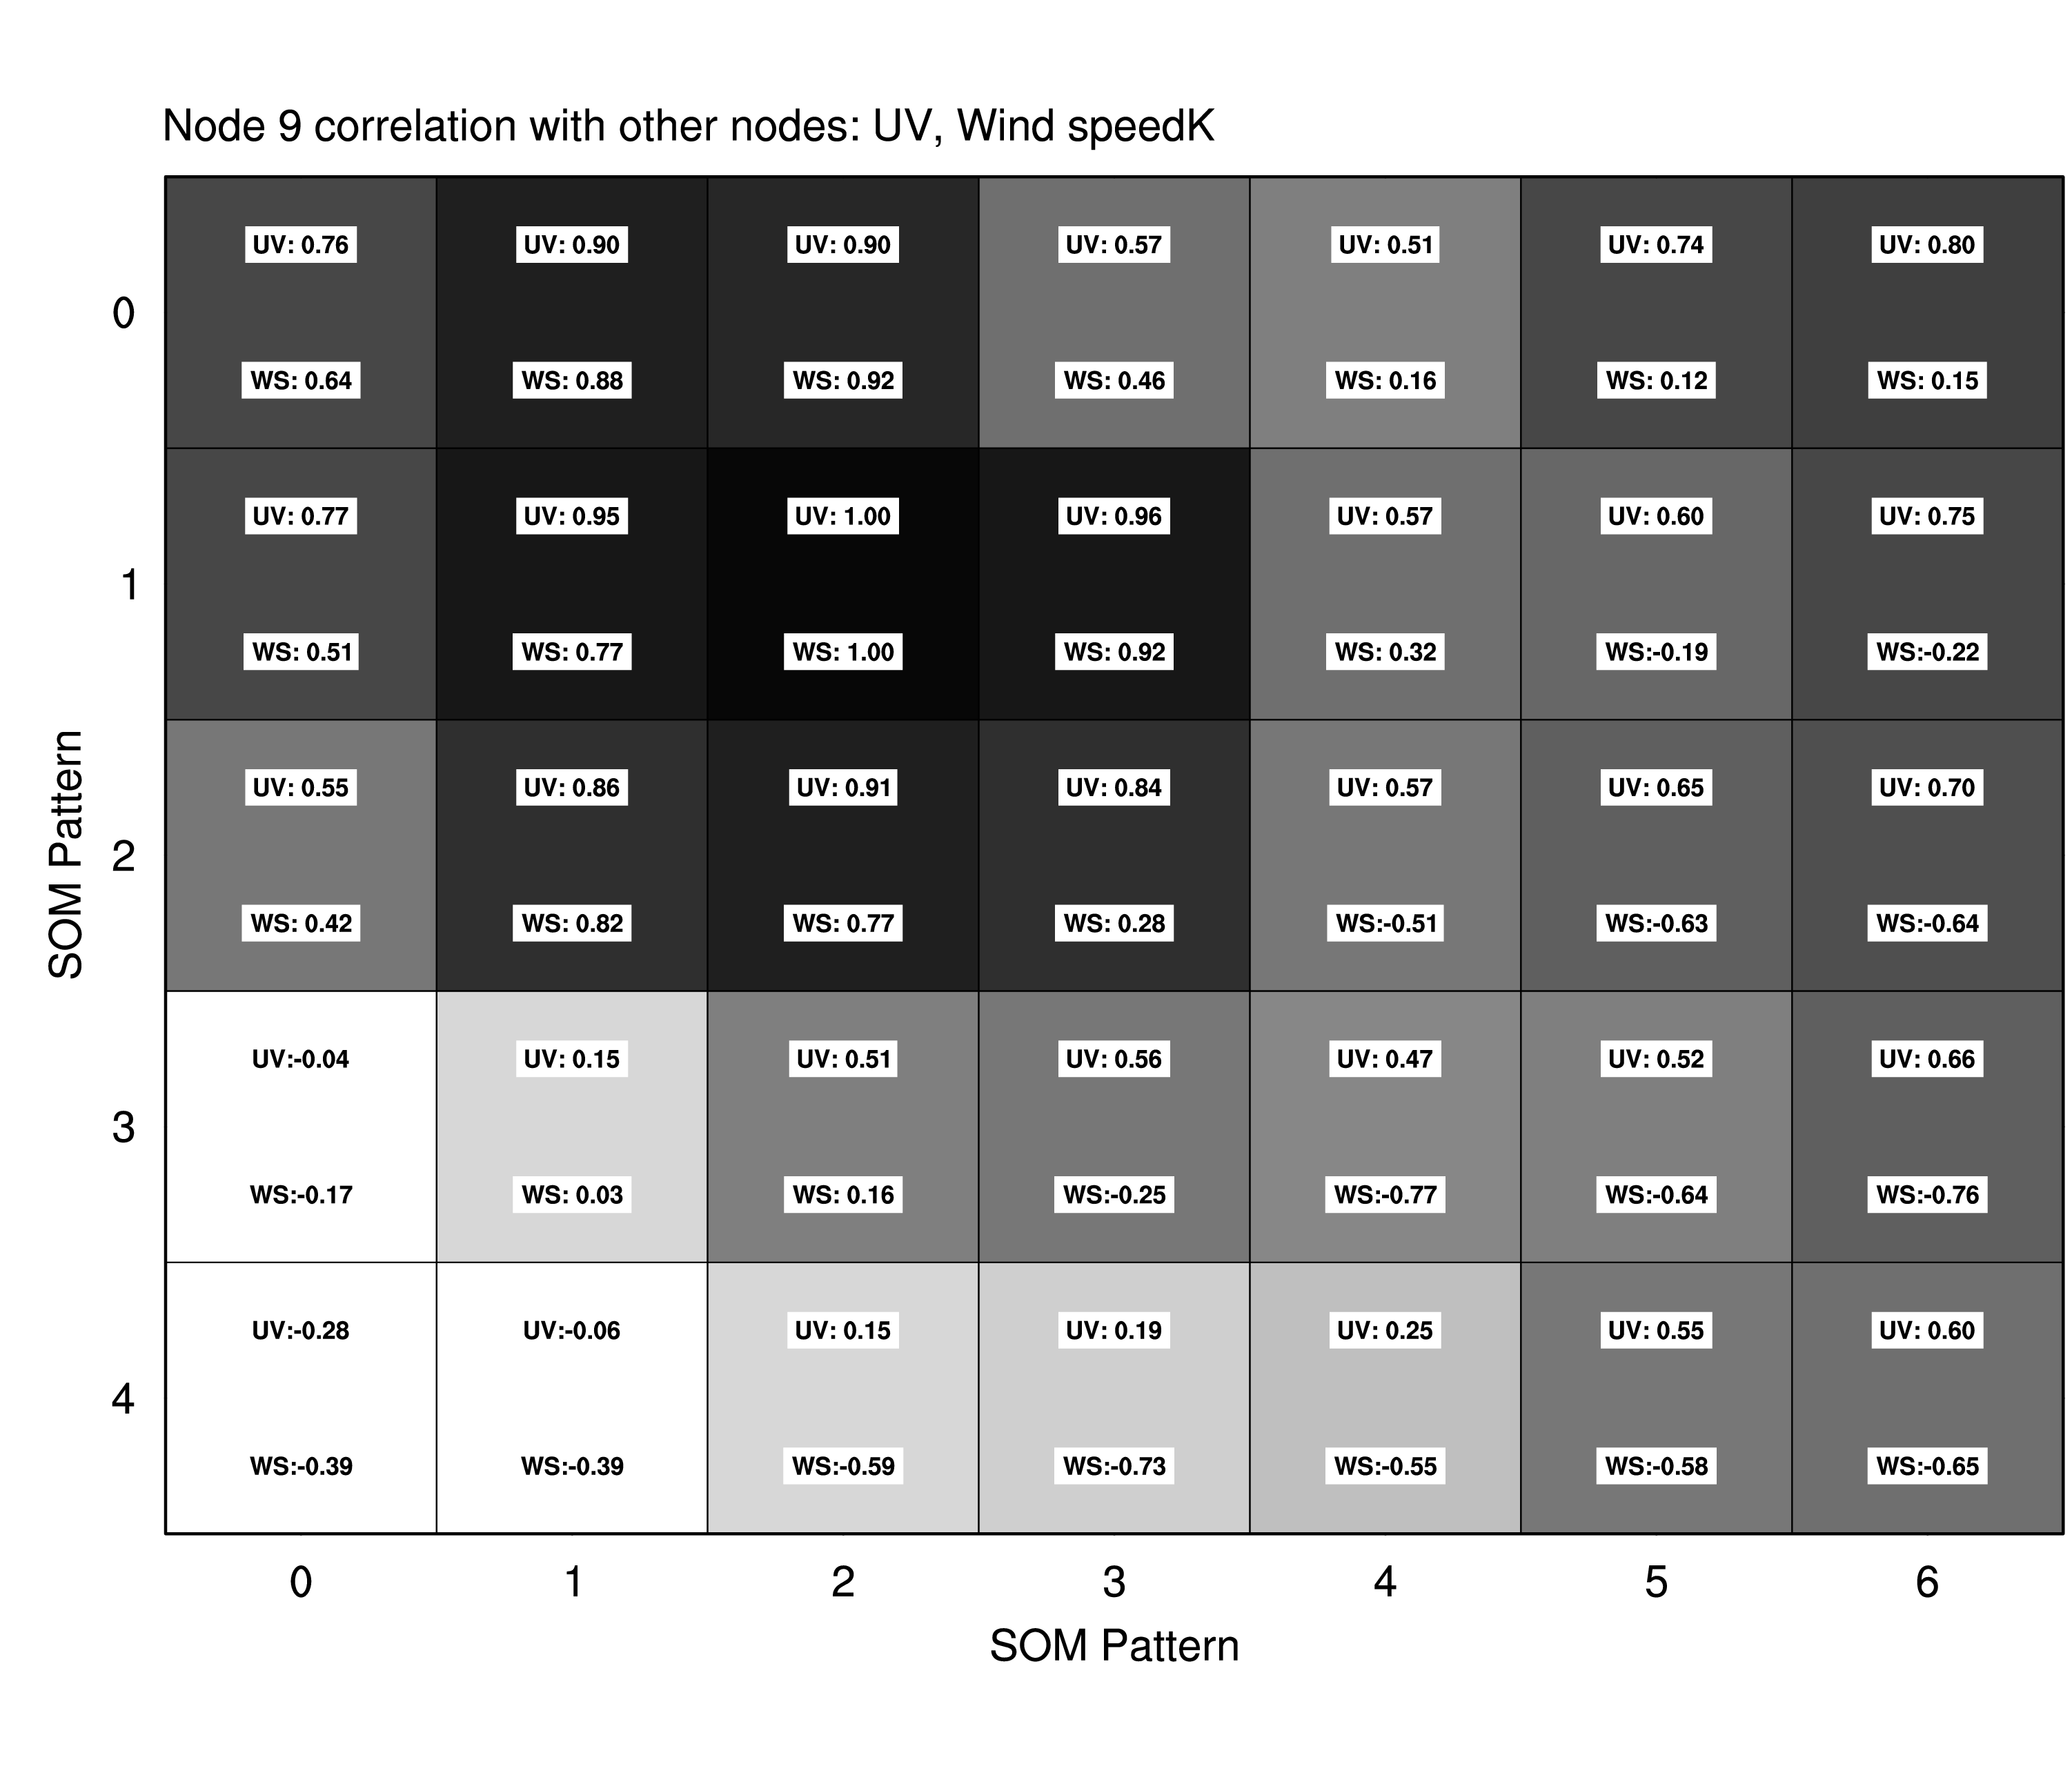 Node 9 correlation with other nodes: UV, Wind speedK
UV: 0.76 UV: 0.90 UV: 0.90 UV: 0.57 UV: 0.51 UV: 0.74 UV: 0.80
0
WS: 0.64 WS: 0.88 WS: 0.92 WS: 0.46 WS: 0.16 WS: 0.12 WS: 0.15
UV: 0.77 UV: 0.95 UV: 1.00 UV: 0.96 UV: 0.57 UV: 0.60 UV: 0.75
1
WS: 0.51 WS: 0.77 WS: 1.00 WS: 0.92 WS: 0.32 WS:-0.19 WS:-0.22
UV: 0.55 UV: 0.86 UV: 0.91 UV: 0.84 UV: 0.57 UV: 0.65 UV: 0.70
SOM Pattern
2
WS: 0.42 WS: 0.82 WS: 0.77 WS: 0.28 WS:-0.51 WS:-0.63 WS:-0.64
UV:-0.04 UV: 0.15 UV: 0.51 UV: 0.56 UV: 0.47 UV: 0.52 UV: 0.66
3
WS:-0.17 WS: 0.03 WS: 0.16 WS:-0.25 WS:-0.77 WS:-0.64 WS:-0.76
UV:-0.28 UV:-0.06 UV: 0.15 UV: 0.19 UV: 0.25 UV: 0.55 UV: 0.60
4
WS:-0.39 WS:-0.39 WS:-0.59 WS:-0.73 WS:-0.55 WS:-0.58 WS:-0.65
0 1 2 3 4 5 6
SOM Pattern